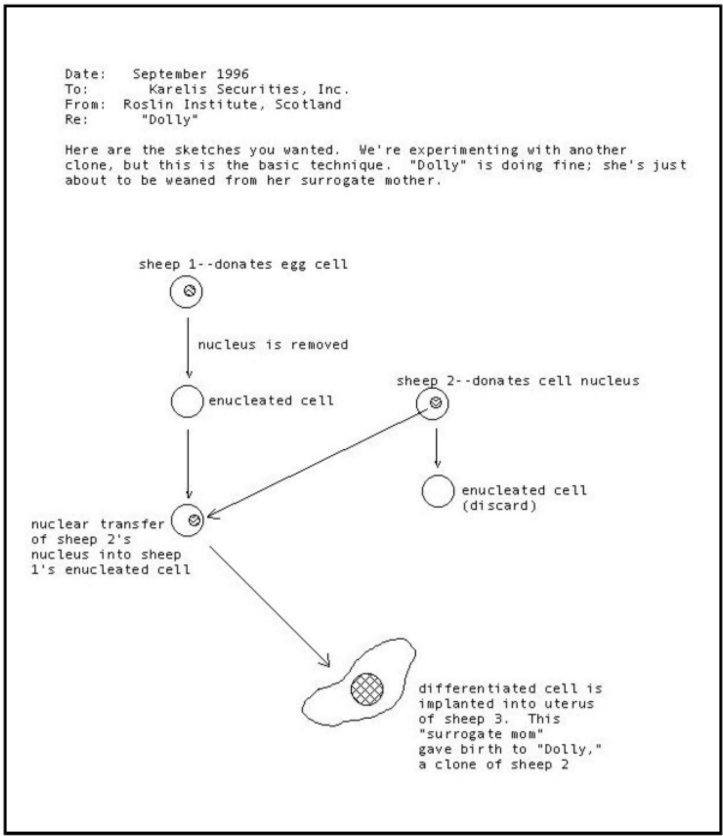 Date: September 1996
To: Karelis Securities, Inc.
From: Roslin Institute, Scotland
Re: "Dolly"
Here are the sketches you wanted. We're experimenting with another
clone, but this is the basic technique. "Dolly" is doing fine; she's just
about to be weaned from her surrogate mother.
sheep 1--donates egg cell
nucleus is removed
sheep 2--donates cell nucleus
enucleated cell
enucleated cell
(discard)
nuclear transfer
of sheep 2's
nucleus into sheep
1's enucleated cell
differentiated cell is
implanted into uterus
of sheep 3. This
"surrogate mom"
gave birth to "Dolly,"
a clone of sheep 2